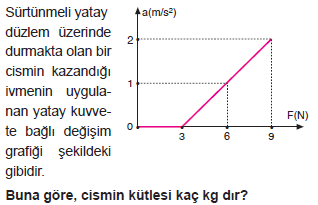 Sürtünmeli yatay
düzlem üzerinde
durmakta olan bir
cismin kazandığı
ivmenin uygula-
nan yatay kuvve-
te bağlı değişim
grafiği şekildeki
gibidir.
a(m/s²)
2
1
0
3
6
9
F(N)
Buna göre, cismin kütlesi kaç kg dır?